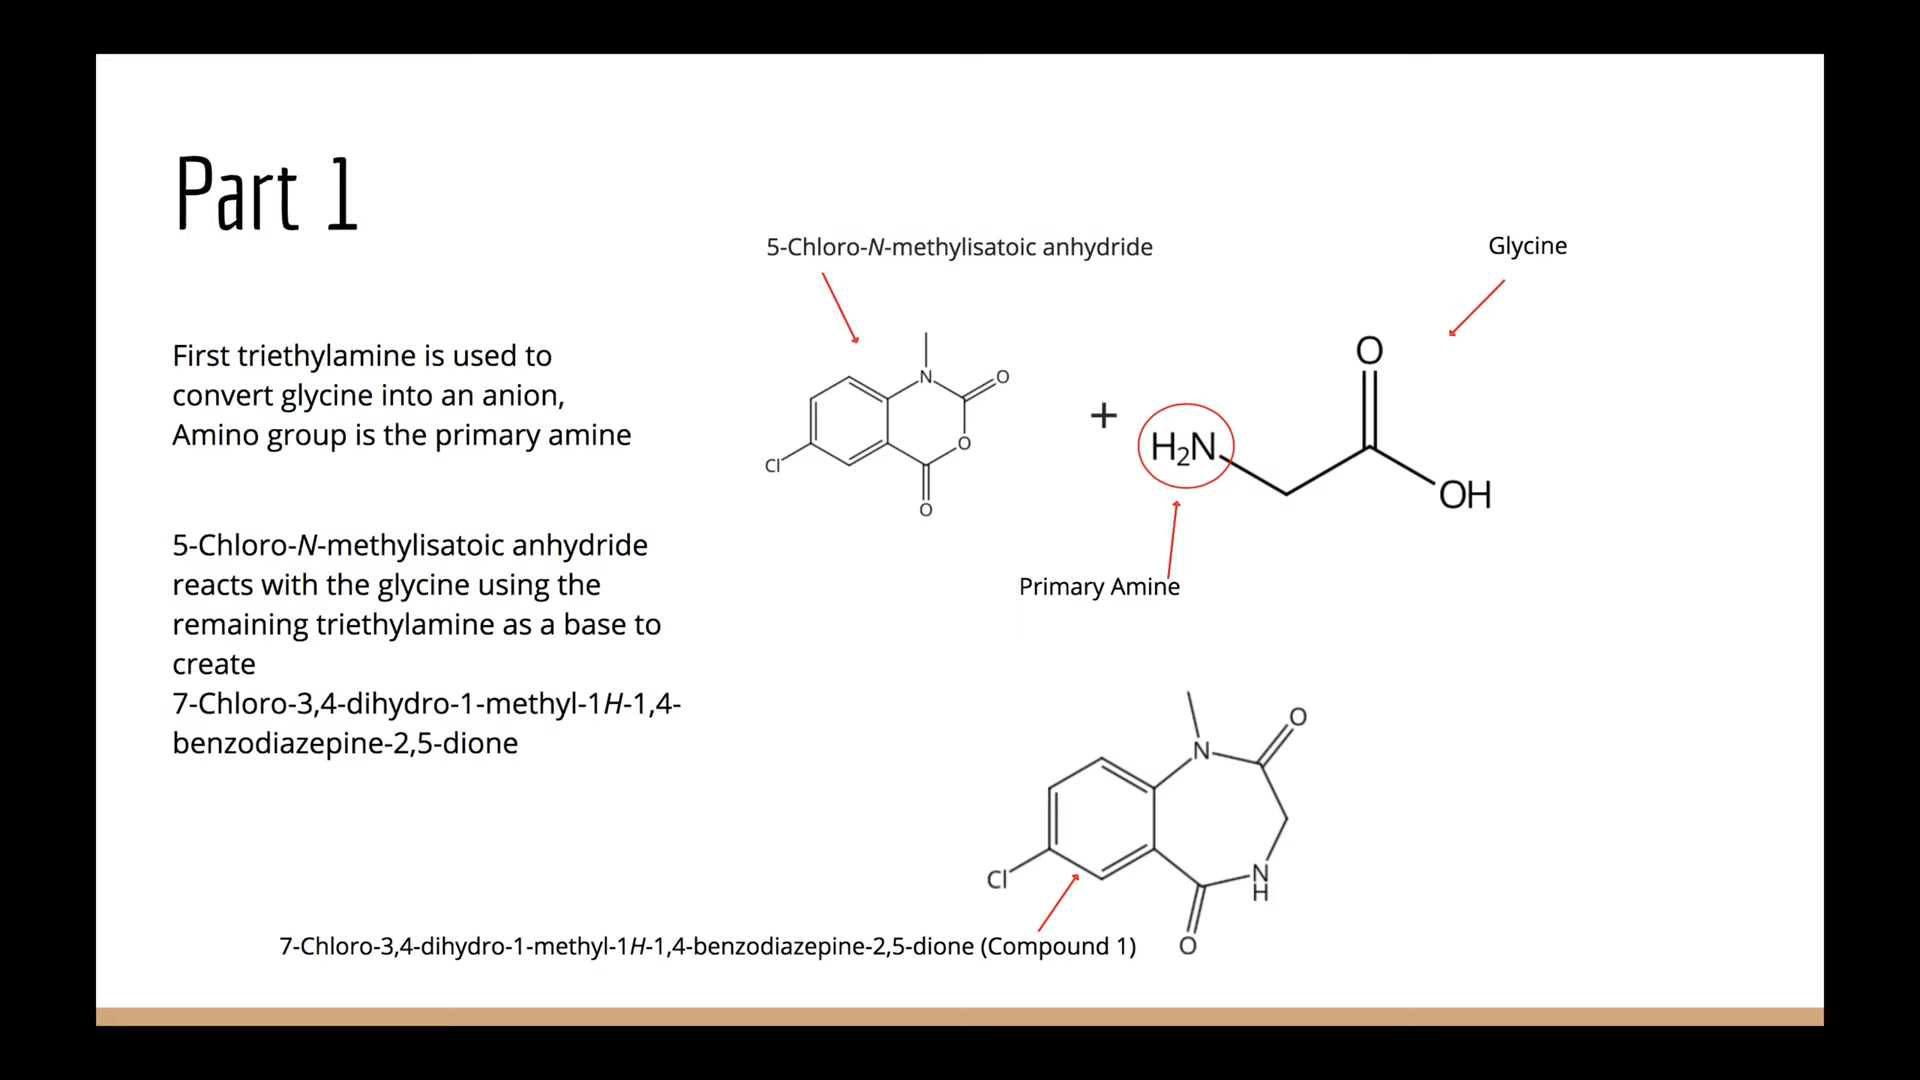 Part 1
5-Chloro-N-methylisatoic anhydride
Glycine
First triethylamine is used to
convert glycine into an anion,
Amino group is the primary amine
5-Chloro-N-methylisatoic anhydride
reacts with the glycine using the
remaining triethylamine as a base to
create
7-Chloro-3,4-dihydro-1-methyl-1H-1,4-
benzodiazepine-2,5-dione
N
O
O
O
Cl
+
H₂N
O
OH
Primary Amine
N
O
N
H
O
Cl
7-Chloro-3,4-dihydro-1-methyl-1H-1,4-benzodiazepine-2,5-dione (Compound 1)